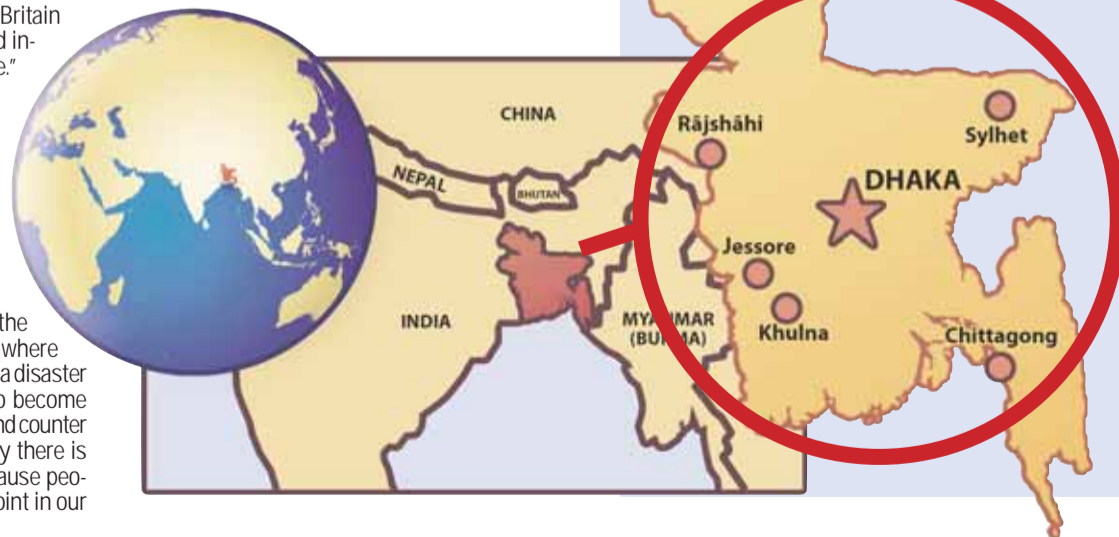 Britain
d in-
e."
the
where
a disaster
o become
nd counter
y there is
ause peo-
oint in our
CHINA
NEPAL
BHUTAN
INDIA
MYANMAR
(BURMA)
Rājshāhi
Sylhet
DHAKA
Jessore
Khulna
Chittagong